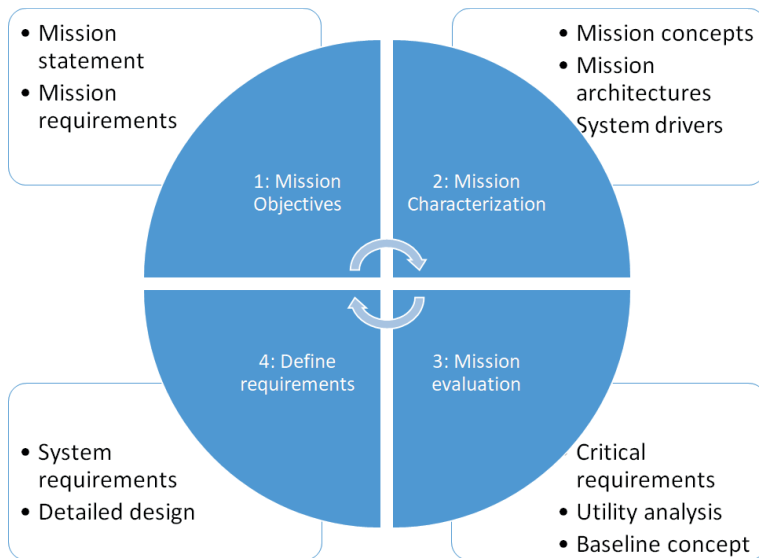 • Mission
statement
• Mission
requirements
• Mission concepts
• Mission
architectures
System drivers
1: Mission
Objectives
2: Mission
Characterization
4: Define
requirements
3: Mission
evaluation
• System
requirements
• Detailed design
• Critical
requirements
• Utility analysis
• Baseline concept